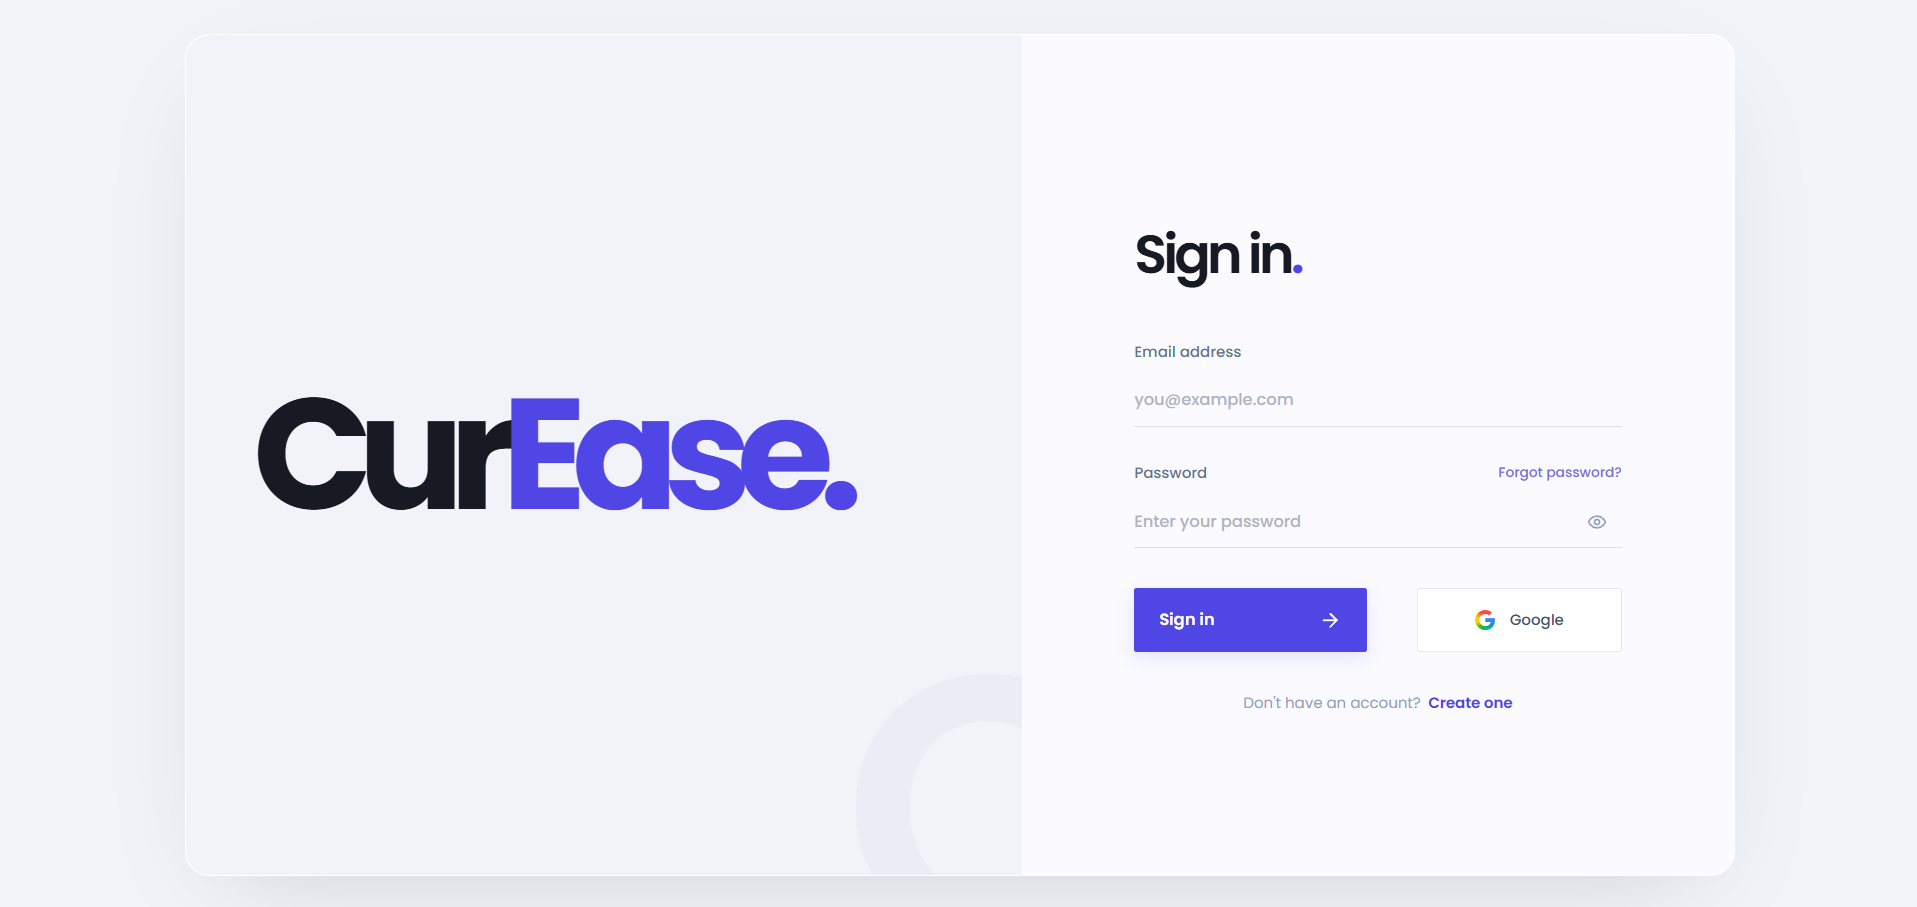 CurEase.
Sign in.
Email address
you@example.com
Password
Forgot password?
Enter your password
Sign in
Google
Don't have an account? Create one